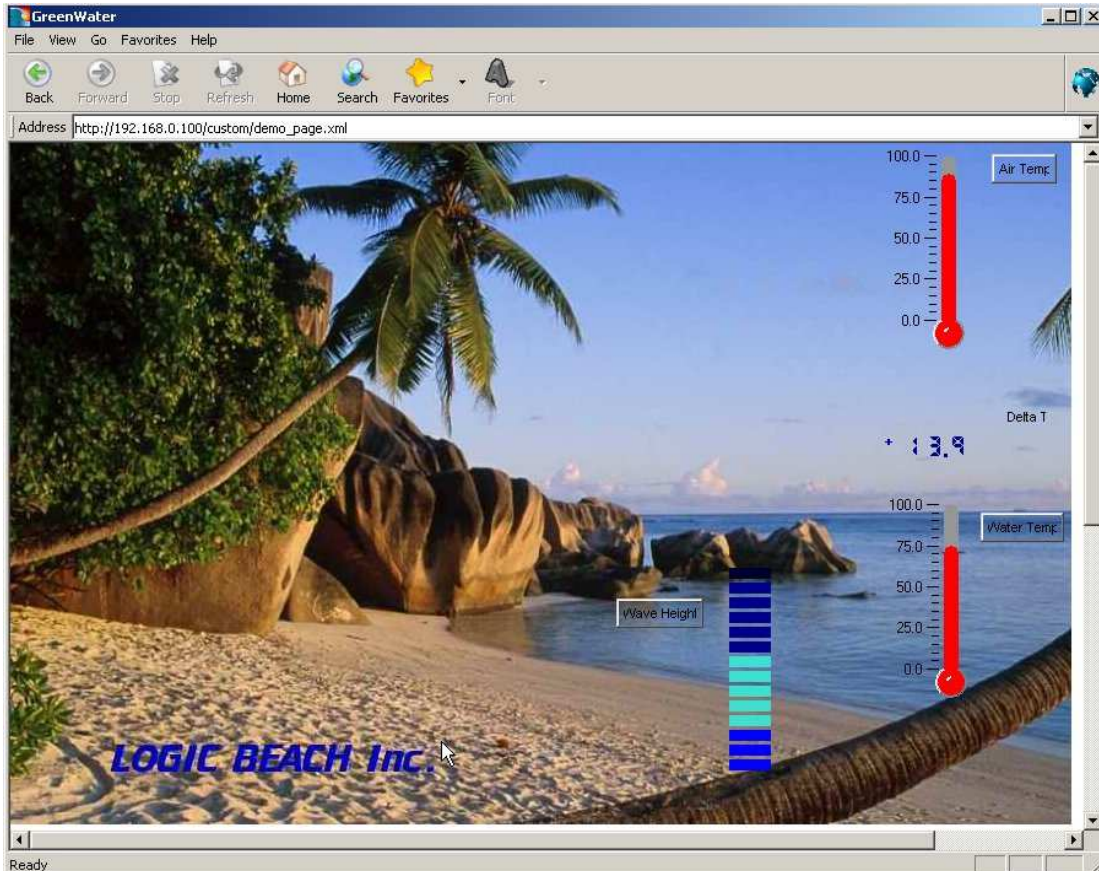 GreenWater
File View Go Favorites Help
Back Forward Stop Refresh Home Search Favorites Font
Address http://192.168.0.100/custom/demo_page.xml
100.0
75.0
50.0
25.0
0.0
Air Temp
Delta T
+ 13.9
100.0
75.0
50.0
25.0
0.0
Water Temp
Wave Height
LOGIC BEACH Inc.
Ready